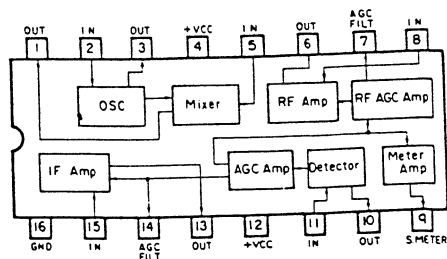 AGC
OUT IN OUT +VCC IN OUT FILT IN
1 2 3 4 5 6 7 8
OSC Mixer RF Amp RF AGC Amp
IF Amp AGC Amp Detector Meter Amp
16 15 14 13 12 11 10 9
GND IN AGC OUT +VCC IN OUT S.METER
FILT